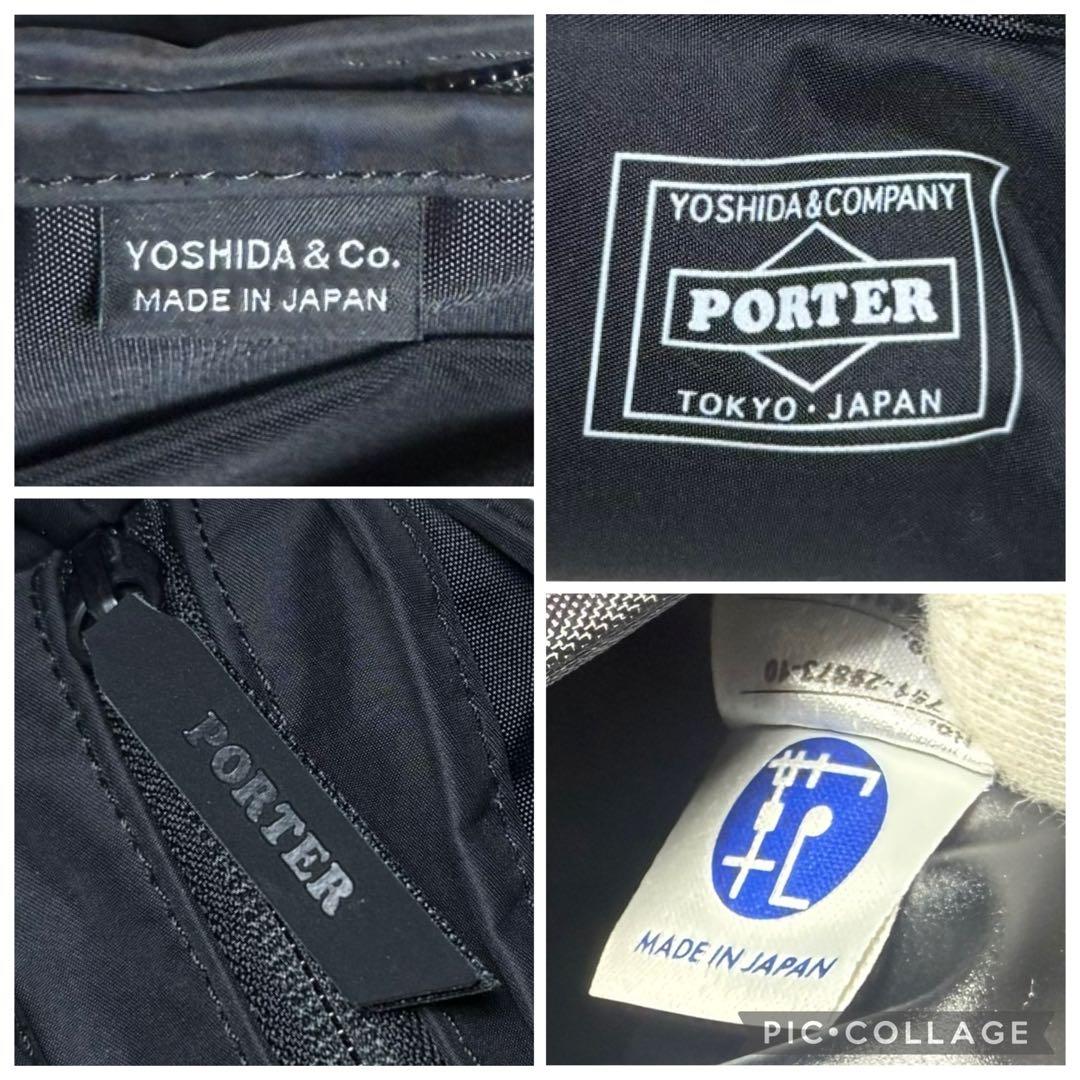 YOSHIDA & Co.
MADE IN JAPAN
YOSHIDA&COMPANY
PORTER
TOKYO・JAPAN
PORTER
MADE IN JAPAN
PIC•COLLAGE